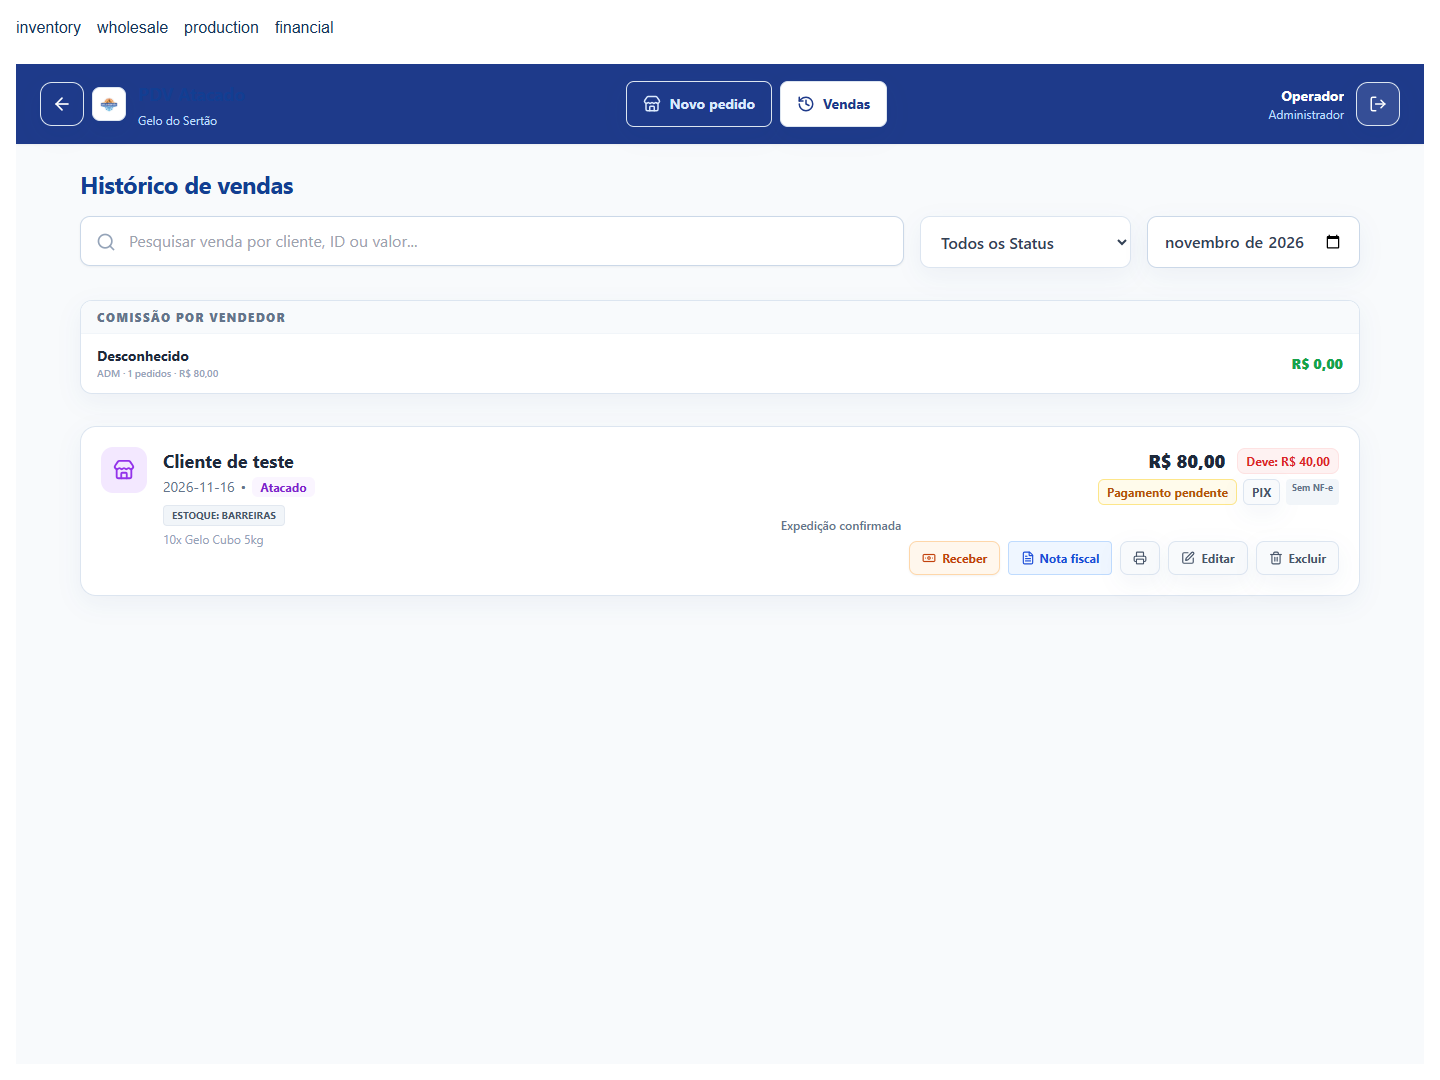 inventory wholesale production financial
Gelo do Sertão
Novo pedido
Vendas
Operador
Administrador
Histórico de vendas
Pesquisar venda por cliente, ID ou valor...
Todos os Status
novembro de 2026
COMISSÃO POR VENDEDOR
Desconhecido
ADM · 1 pedidos · R$ 80,00
R$ 0,00
Cliente de teste
R$ 80,00
Deve: R$ 40,00
2026-11-16 • Atacado
Pagamento pendente
PIX
Sem NF-e
ESTOQUE: BARREIRAS
Expedição confirmada
10x Gelo Cubo 5kg
Receber
Nota fiscal
Editar
Excluir